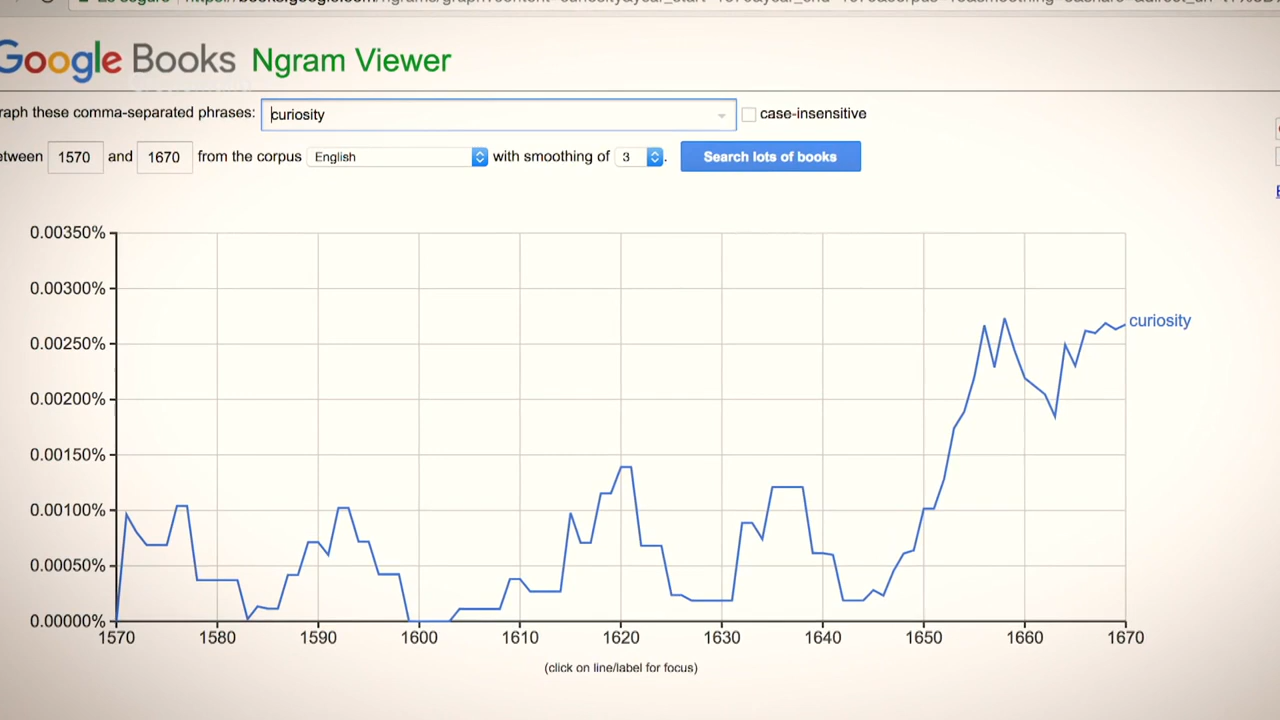 Google Books Ngram Viewer
raph these comma-separated phrases: curiosity case-insensitive
etween 1570 and 1670 from the corpus English with smoothing of 3 . Search lots of books
0.00350%
0.00300%
0.00250%
0.00200%
0.00150%
0.00100%
0.00050%
0.00000%
curiosity
1570 1580 1590 1600 1610 1620 1630 1640 1650 1660 1670
(click on line/label for focus)